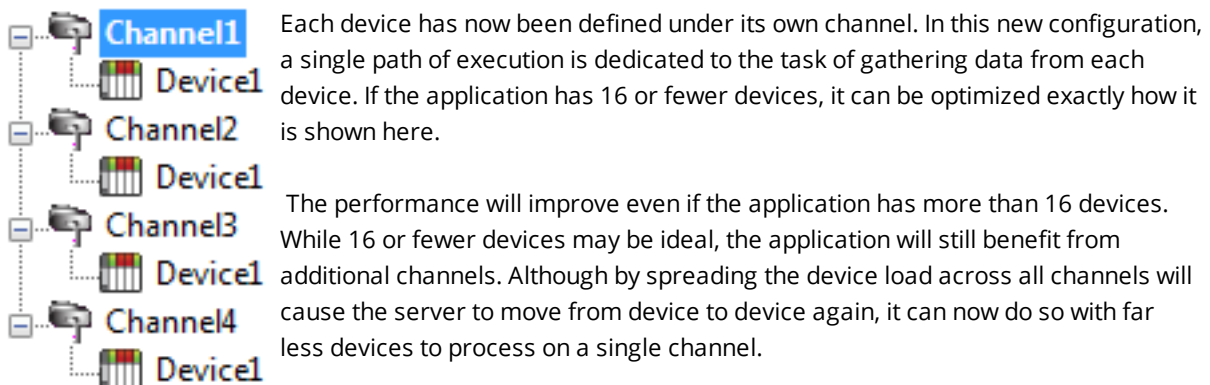 Channel1
Device1
Channel2
Device1
Channel3
Device1
Channel4
Device1
Each device has now been defined under its own channel. In this new configuration,
a single path of execution is dedicated to the task of gathering data from each
device. If the application has 16 or fewer devices, it can be optimized exactly how it
is shown here.
The performance will improve even if the application has more than 16 devices.
While 16 or fewer devices may be ideal, the application will still benefit from
additional channels. Although by spreading the device load across all channels will
cause the server to move from device to device again, it can now do so with far
less devices to process on a single channel.